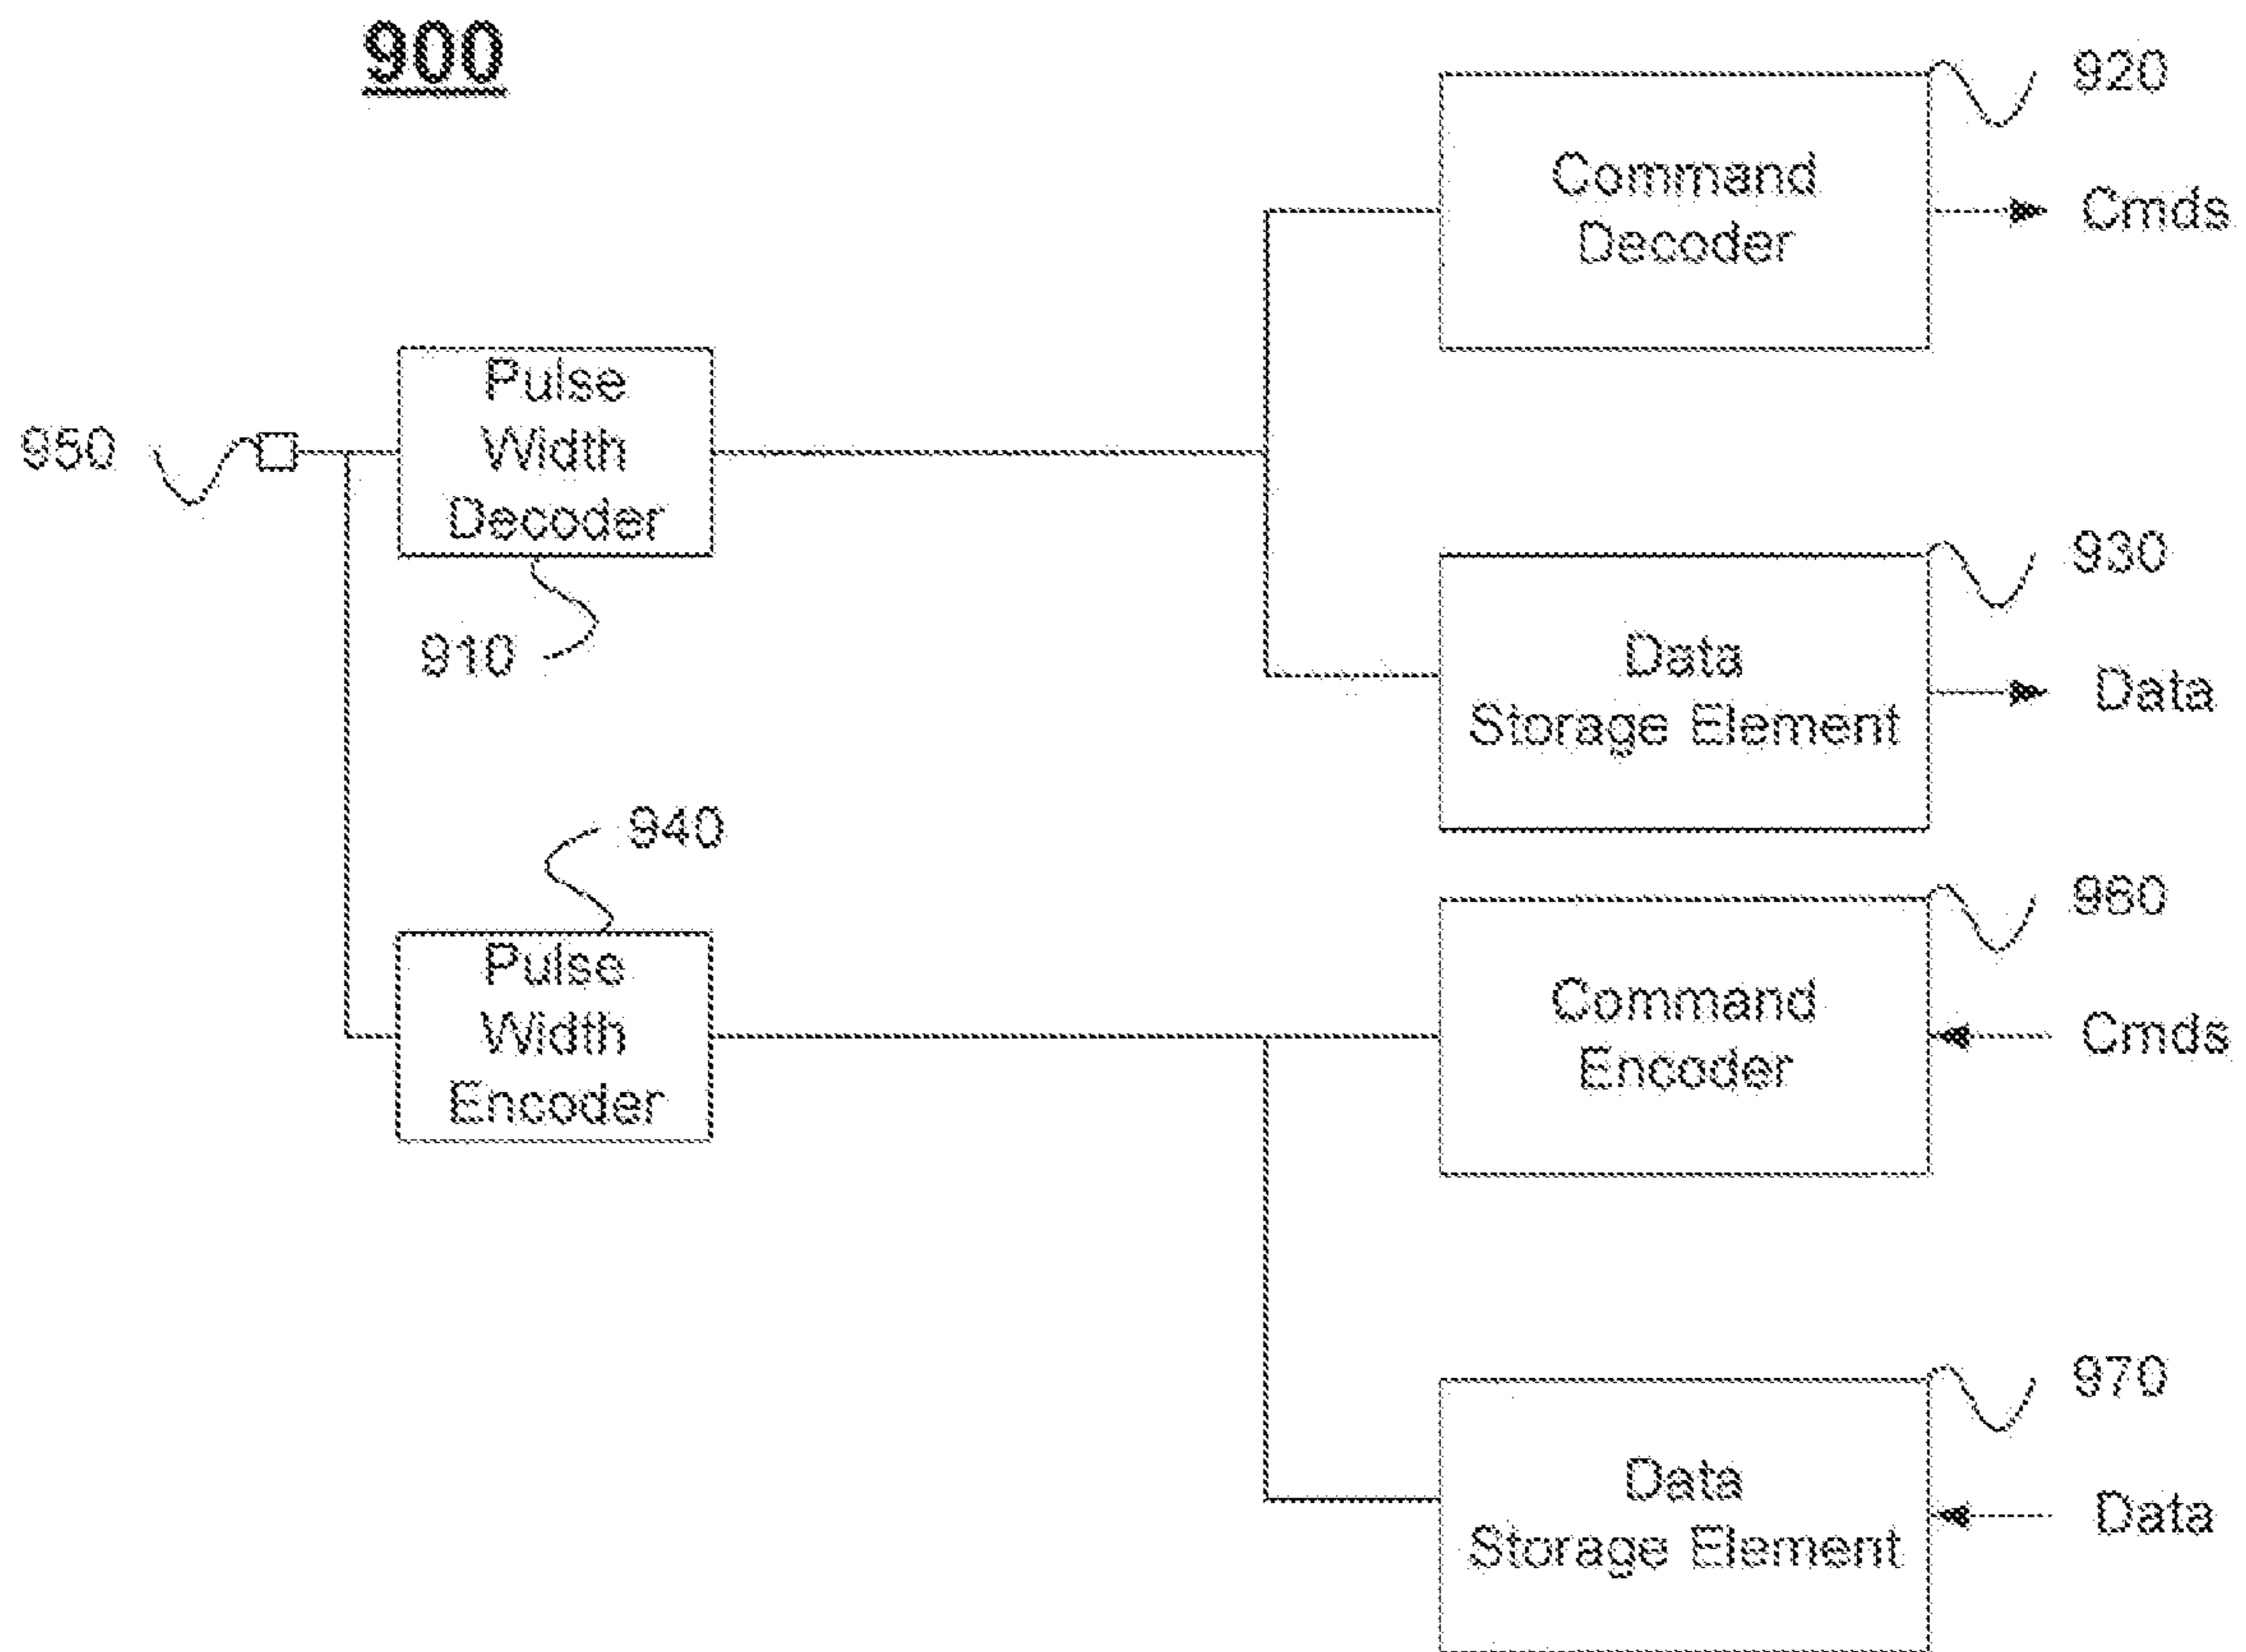 900
920
Command
Decoder
Cmds
Pulse
Width
Decoder
950
910
930
Data
Storage Element
Data
940
Pulse
Width
Encoder
960
Command
Encoder
Cmds
970
Data
Storage Element
Data